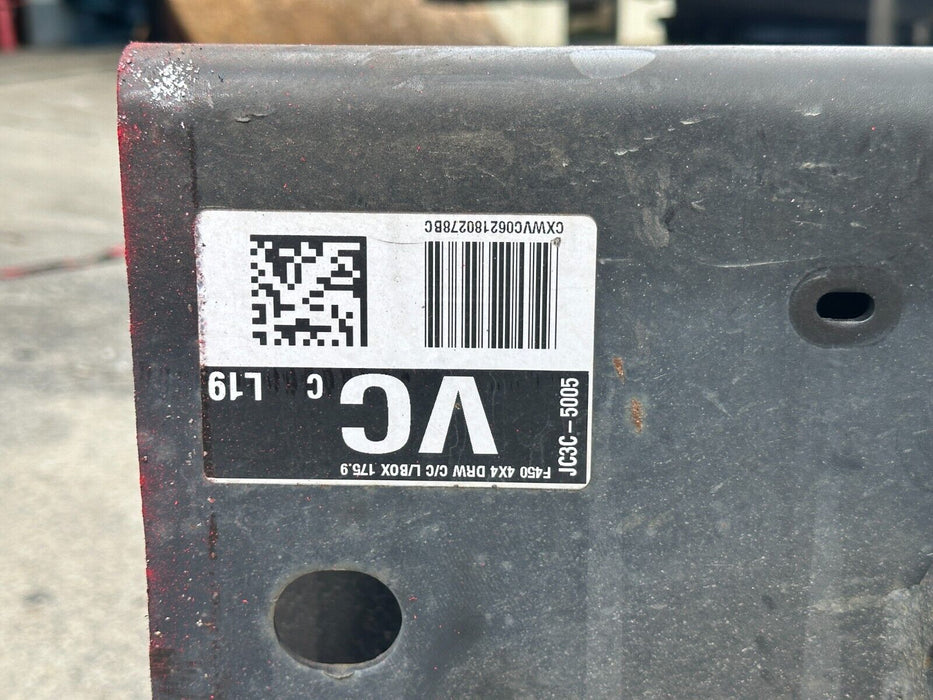 F450 4X4 DRW C/C L/BOX 175.9
VC
C L19
JC3C-5005
CXWVC062180278BC